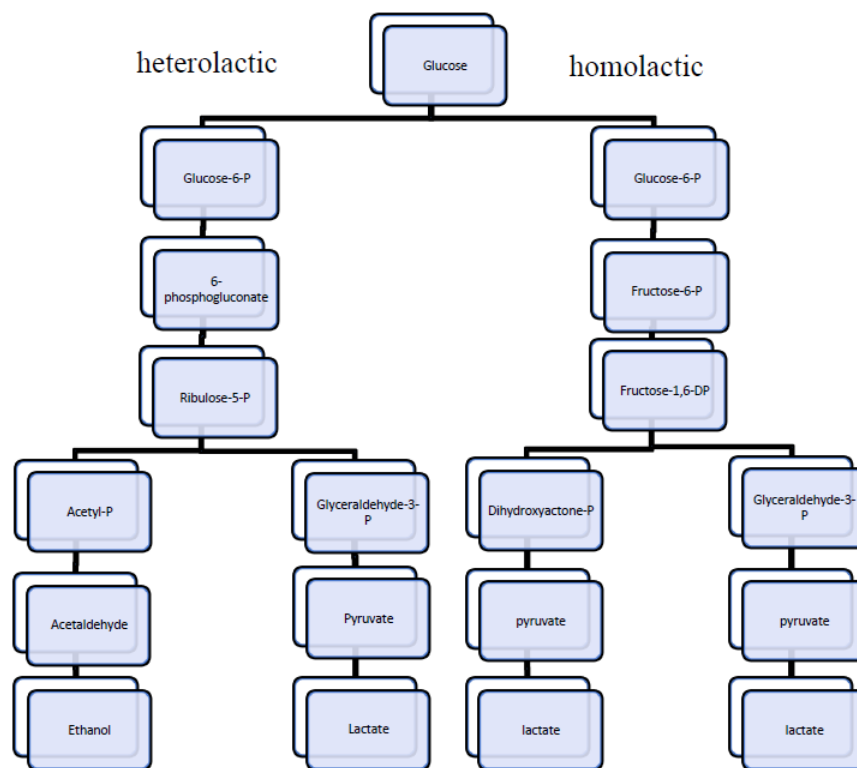 heterolactic
Glucose
homolactic
Glucose-6-P
Glucose-6-P
6-
phosphogluconate
Fructose-6-P
Ribulose-5-P
Fructose-1,6-DP
Acetyl-P
Glyceraldehyde-3-
P
Dihydroxyactone-P
Glyceraldehyde-3-
P
Acetaldehyde
Pyruvate
pyruvate
pyruvate
Ethanol
Lactate
lactate
lactate